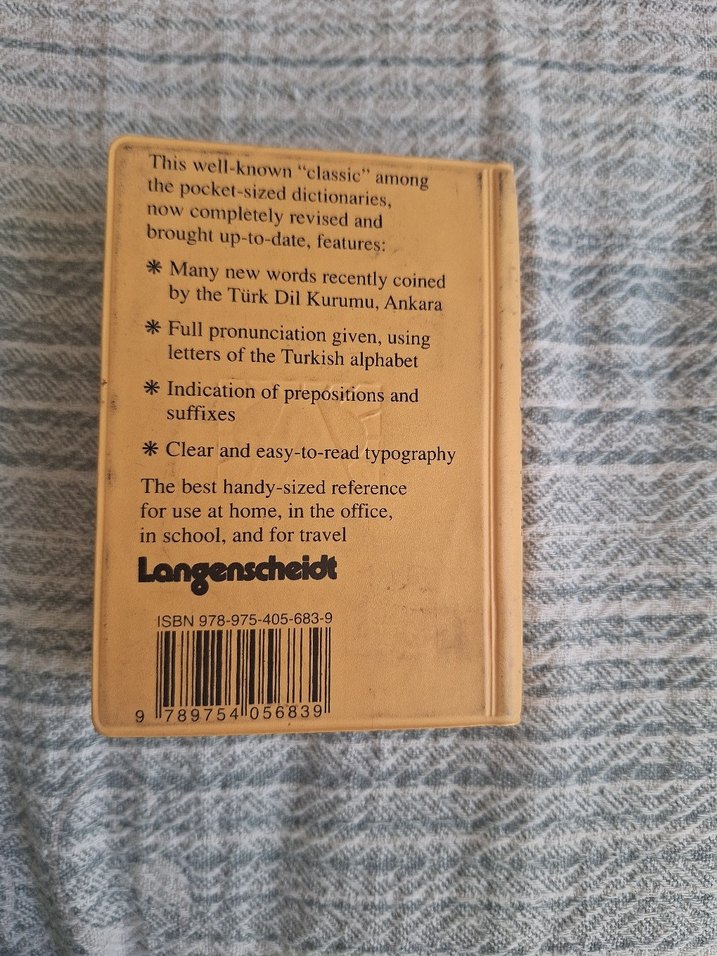 This well-known “classic” among
the pocket-sized dictionaries,
now completely revised and
brought up-to-date, features:
* Many new words recently coined
by the Türk Dil Kurumu, Ankara
* Full pronunciation given, using
letters of the Turkish alphabet
* Indication of prepositions and
suffixes
* Clear and easy-to-read typography
The best handy-sized reference
for use at home, in the office,
in school, and for travel
Langenscheidt
ISBN 978-975-405-683-9
9 789754 056839